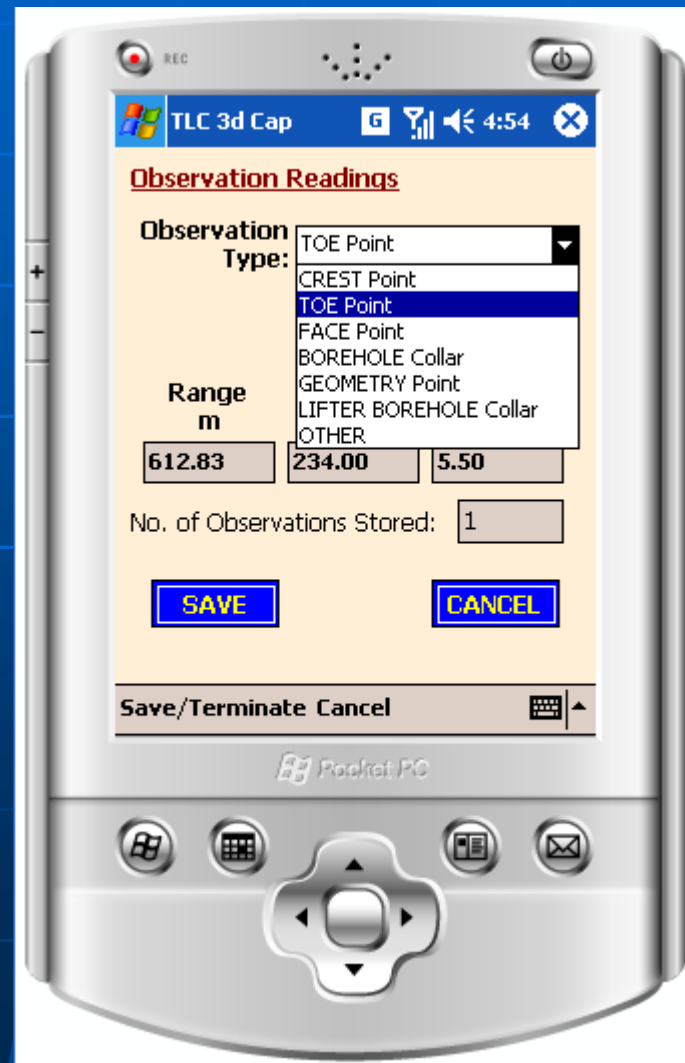 REC
TLC 3d Cap G 4:54
Observation Readings
Observation
Type:
TOE Point
CREST Point
TOE Point
FACE Point
BOREHOLE Collar
GEOMETRY Point
LIFTER BOREHOLE Collar
OTHER
Range
m
612.83 234.00 5.50
No. of Observations Stored: 1
SAVE CANCEL
Save/Terminate Cancel
Pocket PC